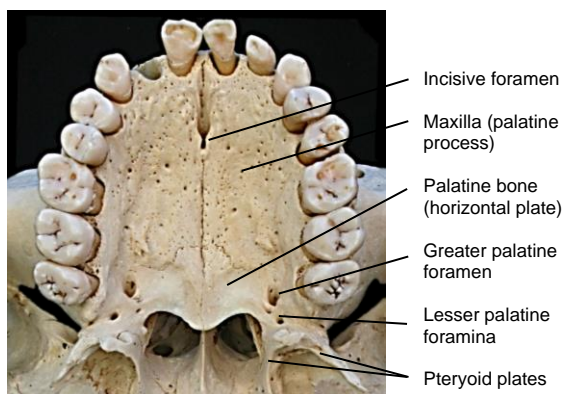 Incisive foramen
Maxilla (palatine
process)
Palatine bone
(horizontal plate)
Greater palatine
foramen
Lesser palatine
foramina
Pteryoid plates